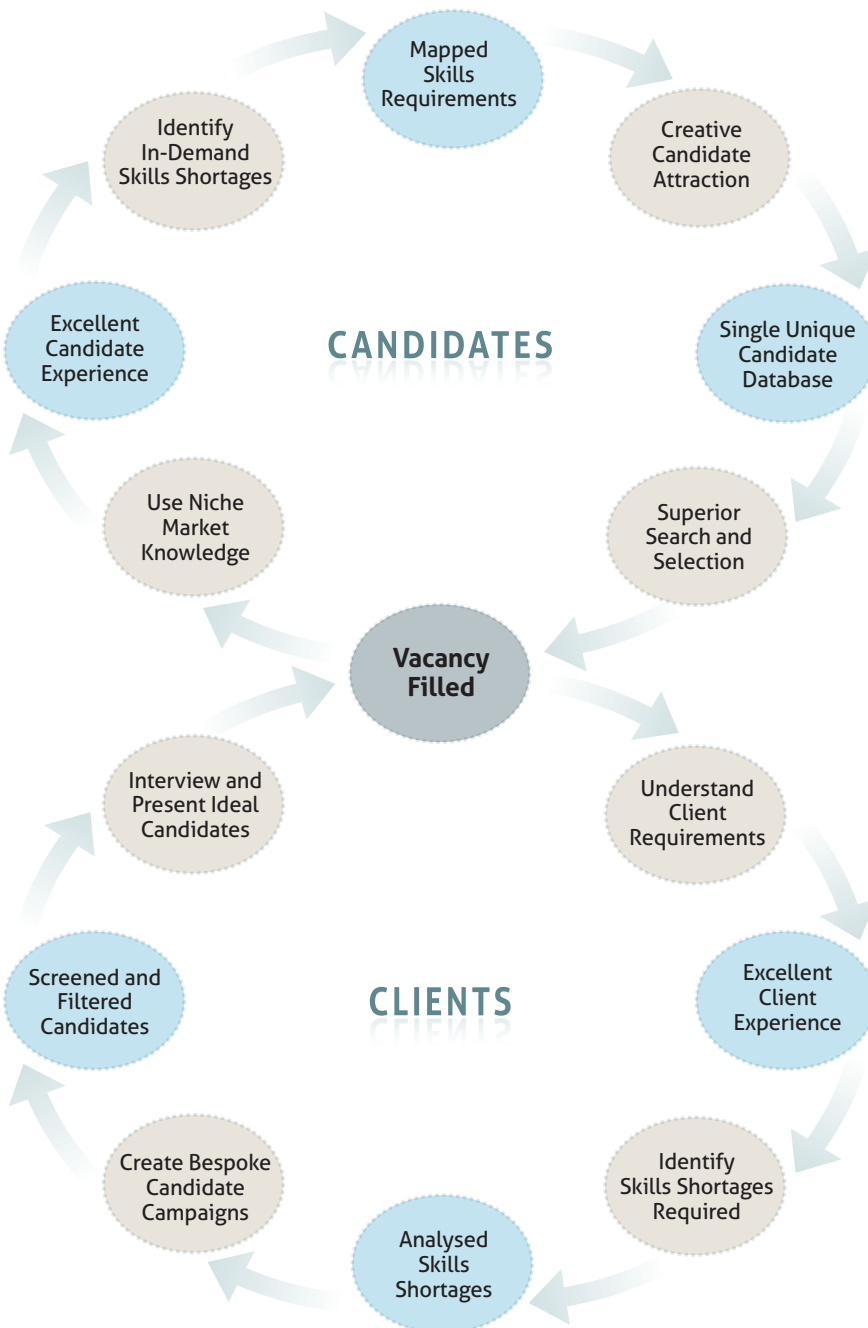 Mapped
Skills
Requirements
Identify
In-Demand
Skills Shortages
Creative
Candidate
Attraction
Excellent
Candidate
Experience
CANDIDATES
Single Unique
Candidate
Database
Use Niche
Market
Knowledge
Superior
Search and
Selection
Vacancy
Filled
Interview and
Present Ideal
Candidates
Understand
Client
Requirements
Screened and
Filtered
Candidates
CLIENTS
Excellent
Client
Experience
Create Bespoke
Candidate
Campaigns
Identify
Skills Shortages
Required
Analysed
Skills
Shortages